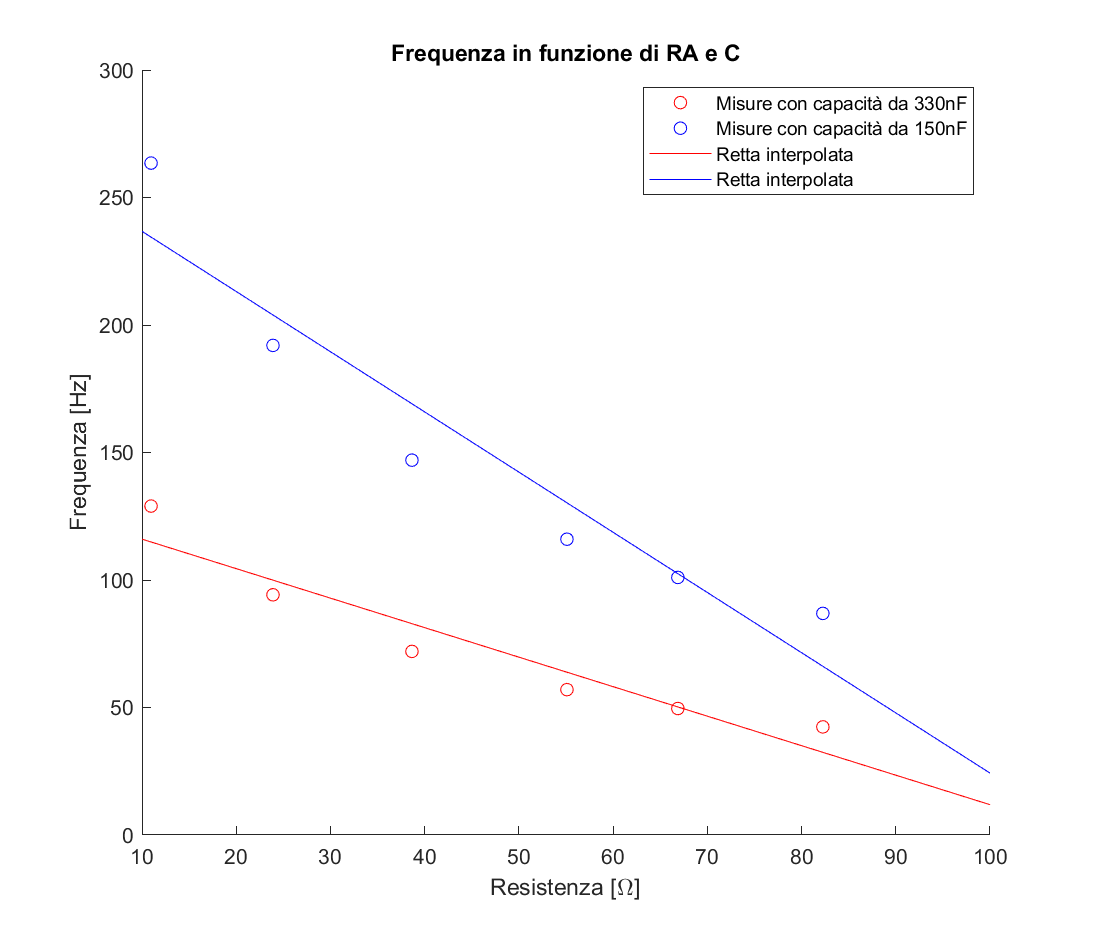 Frequenza in funzione di RA e C
Misure con capacità da 330nF
Misure con capacità da 150nF
Retta interpolata
Retta interpolata
Frequenza [Hz]
300
250
200
150
100
50
0
10 20 30 40 50 60 70 80 90 100
Resistenza [Ω]